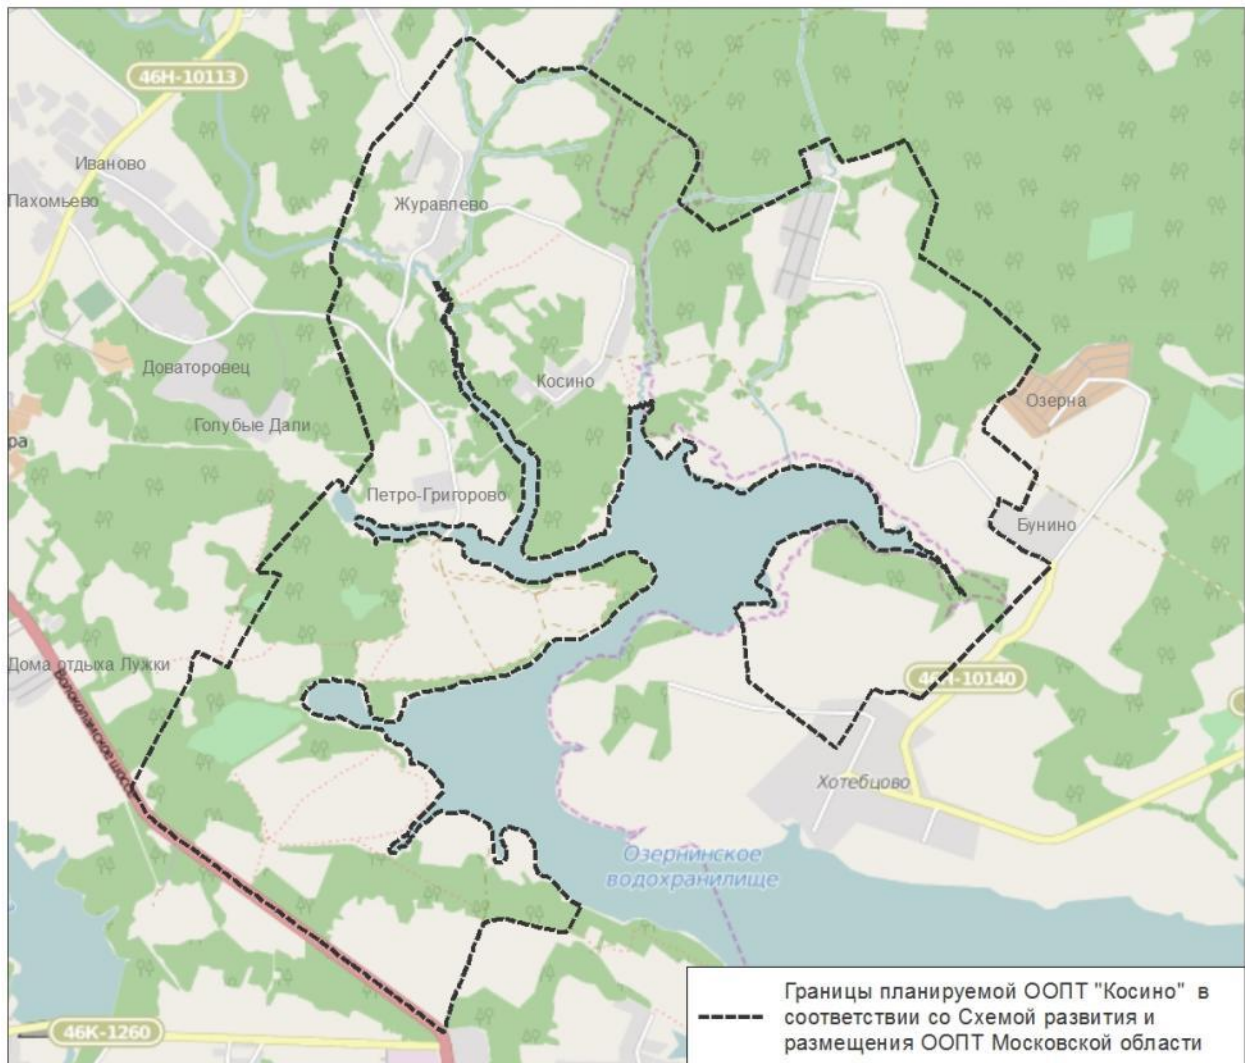 46Н-10113
Иваново
Пахомьево
Журавлево
Доваторовец
Косино
Озерна
Голубые Дали
ра
Петро-Григорово
Бунино
Дома отдыха Лужки
Волоколамское шоссе
46Н-10140
Хотебцово
Озернинское
водохранилище
46К-1260
Границы планируемой ООПТ "Косино" в
соответствии со Схемой развития и
размещения ООПТ Московской области